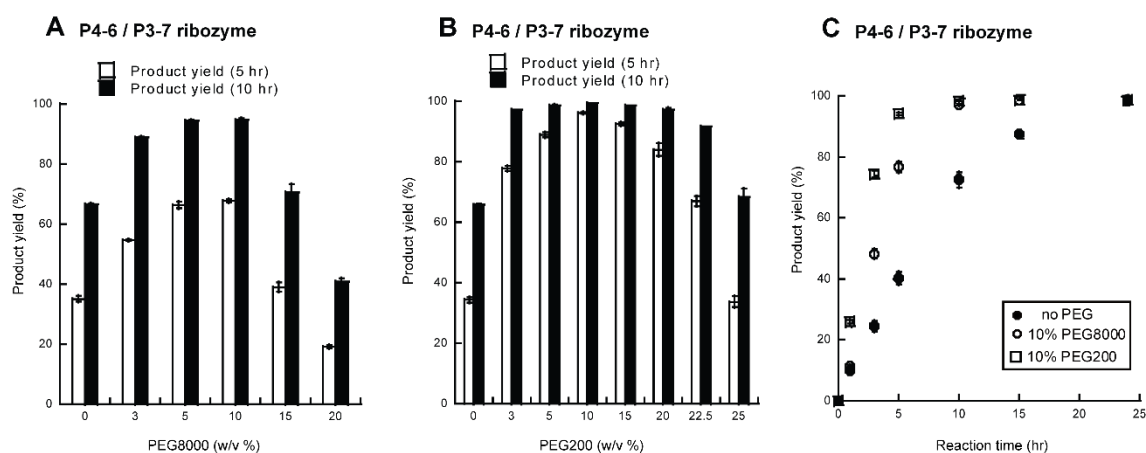 A P4-6 / P3-7 ribozyme
Product yield (5 hr)
Product yield (10 hr)
100
80
60
40
20
0
Product yield (%)
0 3 5 10 15 20
PEG8000 (w/v %)
B P4-6 / P3-7 ribozyme
Product yield (5 hr)
Product yield (10 hr)
100
80
60
40
20
0
Product yield (%)
0 3 5 10 15 20 22.5 25
PEG200 (w/v %)
C P4-6 / P3-7 ribozyme
100
80
60
40
20
0
Product yield (%)
no PEG
10% PEG8000
10% PEG200
0 5 10 15 20 25
Reaction time (hr)